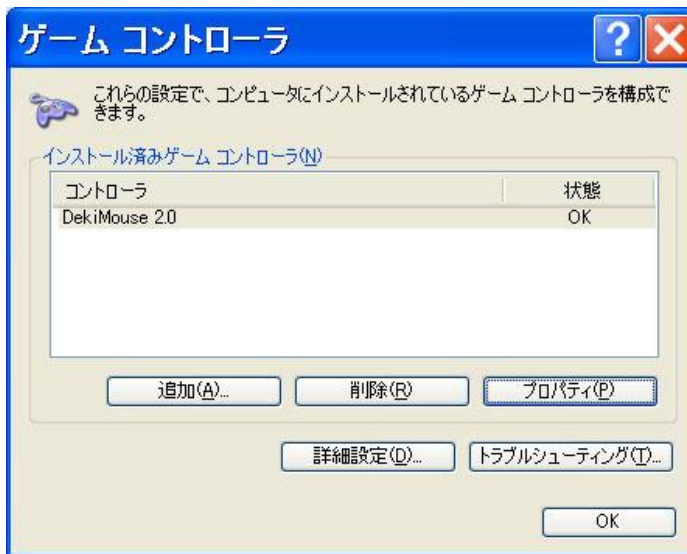 ゲーム コントローラ
これらの設定で、コンピュータにインストールされているゲーム コントローラを構成で
きます。
インストール済みゲーム コントローラ(N)
コントローラ 状態
DekiMouse 2.0 OK
追加(A)... 削除(R) プロパティ(P)
詳細設定(D)... トラブルシューティング(T)...
OK